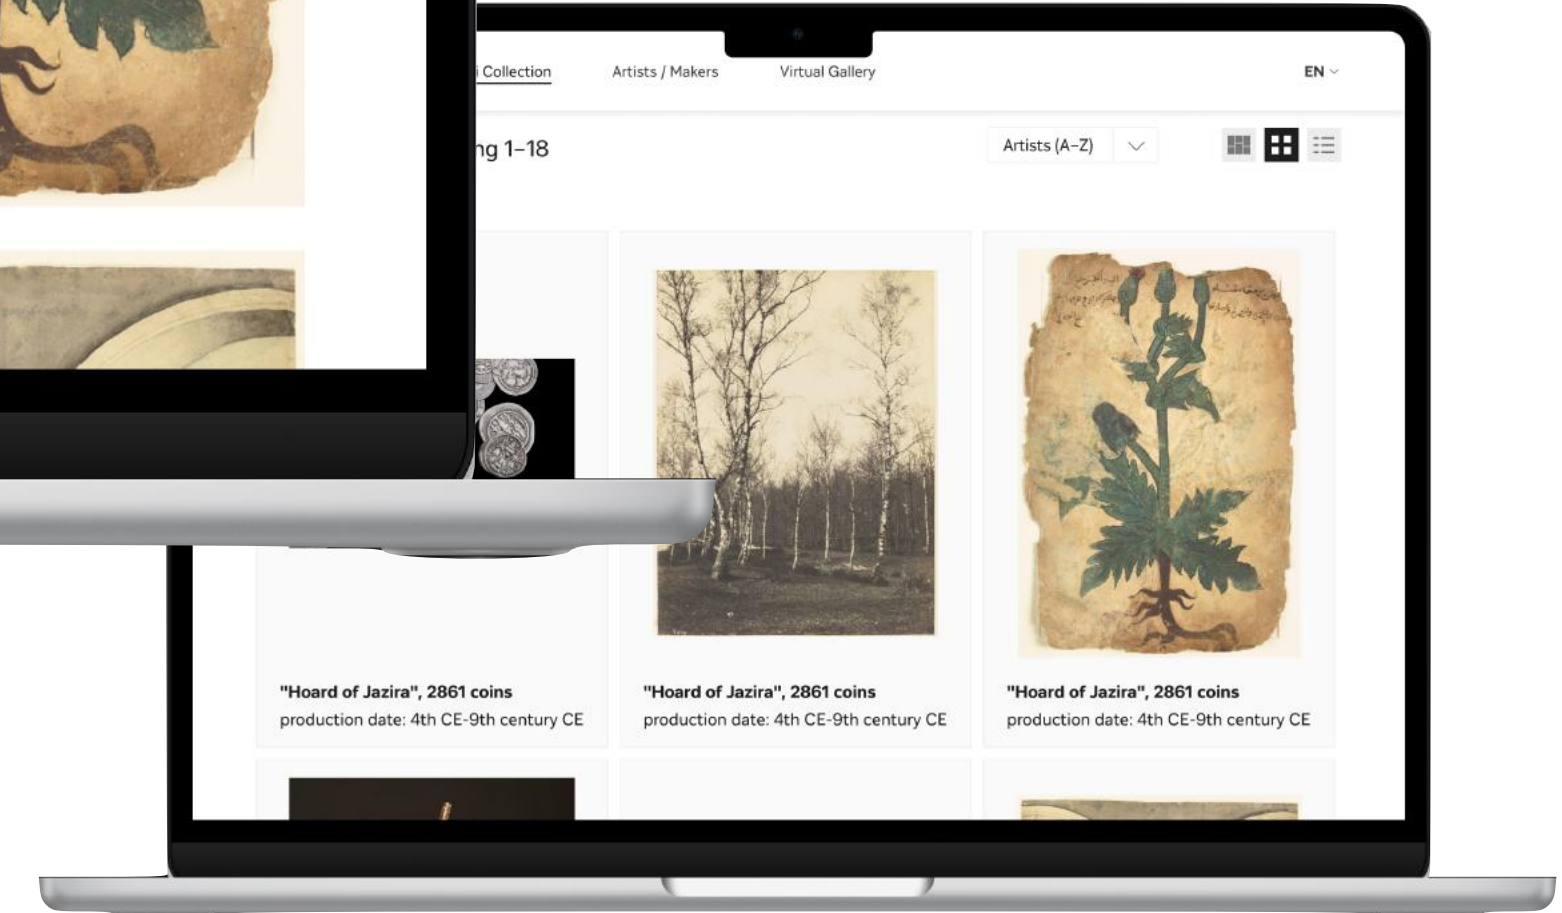 i Collection
Artists / Makers
Virtual Gallery
EN
ng 1–18
Artists (A–Z)
"Hoard of Jazira", 2861 coins
production date: 4th CE-9th century CE
"Hoard of Jazira", 2861 coins
production date: 4th CE-9th century CE
"Hoard of Jazira", 2861 coins
production date: 4th CE-9th century CE